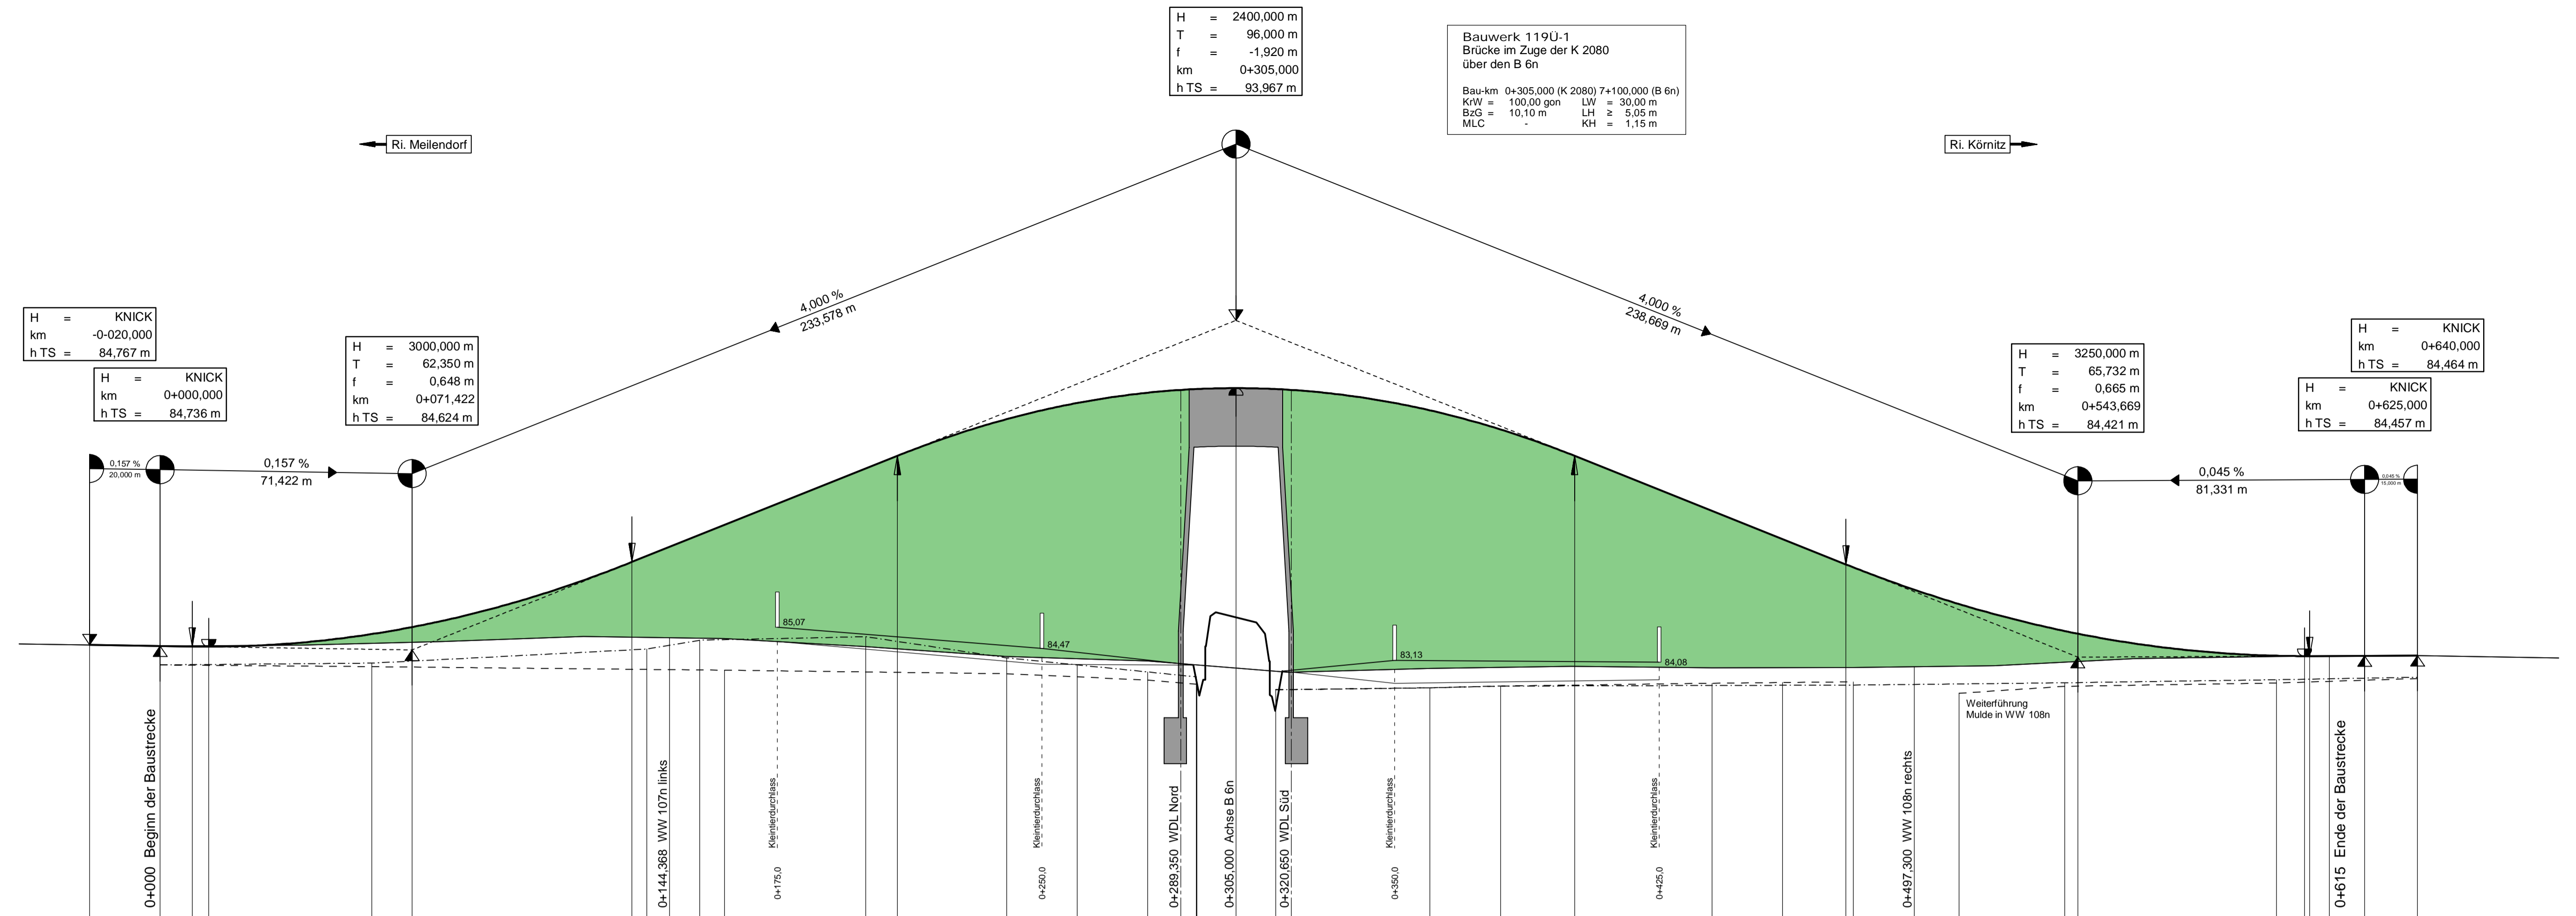 H = 2400,000 m
T = 96,000 m
f = -1,920 m
km 0+305,000
h TS = 93,967 m
Bauwerk 119Ü-1
Brücke im Zuge der K 2080
über den B 6n
Bau-km 0+305,000 (K 2080) 7+100,000 (B 6n)
KrW = 100,00 gon LW = 30,00 m
BzG = 10,10 m LH ≥ 5,05 m
MLC - KH = 1,15 m
Ri. Meilendorf
Ri. Körnitz
4,000 %
233,578 m
4,000 %
238,669 m
H = KNICK
km -0-020,000
h TS = 84,767 m
H = KNICK
km 0+000,000
h TS = 84,736 m
H = 3000,000 m
T = 62,350 m
f = 0,648 m
km 0+071,422
h TS = 84,624 m
H = 3250,000 m
T = 65,732 m
f = 0,665 m
km 0+543,669
h TS = 84,421 m
H = KNICK
km 0+640,000
h TS = 84,464 m
H = KNICK
km 0+625,000
h TS = 84,457 m
0,157 %
20,000 m
0,157 %
71,422 m
0,045 %
81,331 m
0,045 %
15,000 m
85,07
84,47
83,13
84,08
Weiterführung
Mulde in WW 108n
0+000 Beginn der Baustrecke
0+144,368 WW 107n links
0+175,0 Kleintierdurchlass
0+250,0 Kleintierdurchlass
0+289,350 WDL Nord
0+305,000 Achse B 6n
0+320,650 WDL Süd
0+350,0 Kleintierdurchlass
0+425,0 Kleintierdurchlass
0+497,300 WW 108n rechts
0+615 Ende der Baustrecke